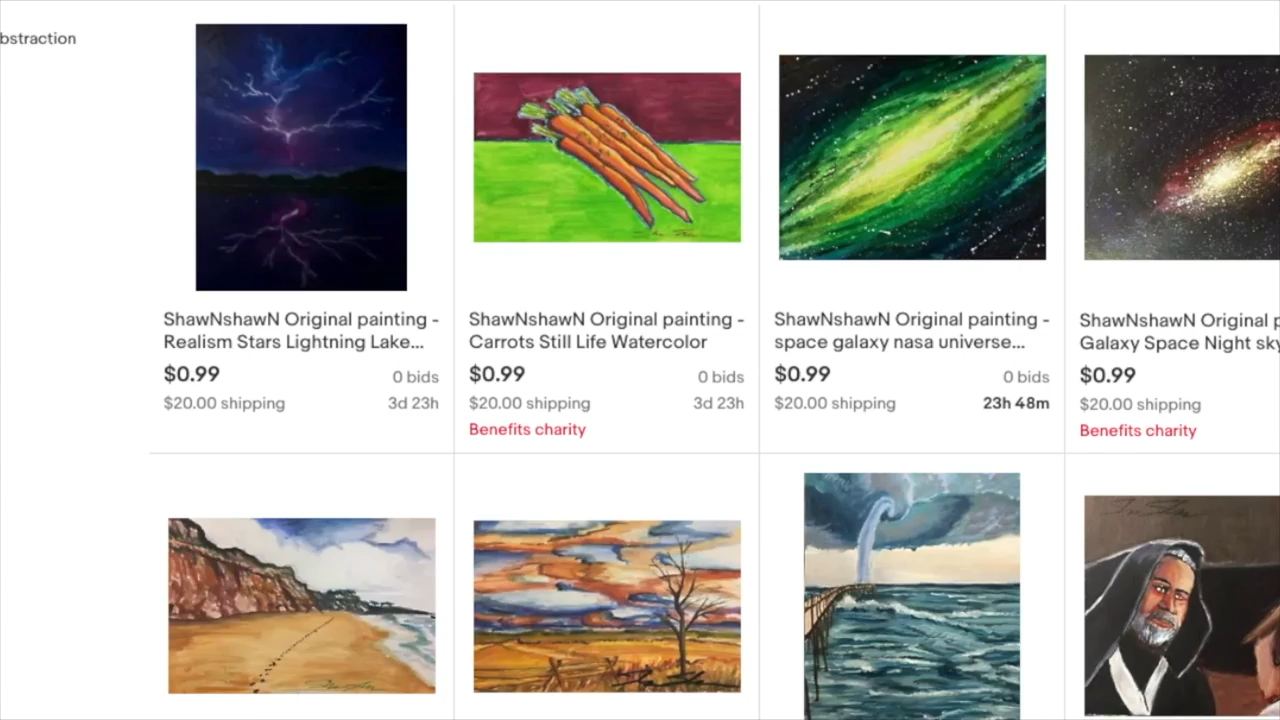 bstraction
ShawNshawN Original painting -
Realism Stars Lightning Lake...
$0.99
0 bids
$20.00 shipping
3d 23h
ShawNshawN Original painting -
Carrots Still Life Watercolor
$0.99
0 bids
$20.00 shipping
3d 23h
Benefits charity
ShawNshawN Original painting -
space galaxy nasa universe...
$0.99
0 bids
$20.00 shipping
23h 48m
ShawNshawN Original p
Galaxy Space Night sky
$0.99
$20.00 shipping
Benefits charity